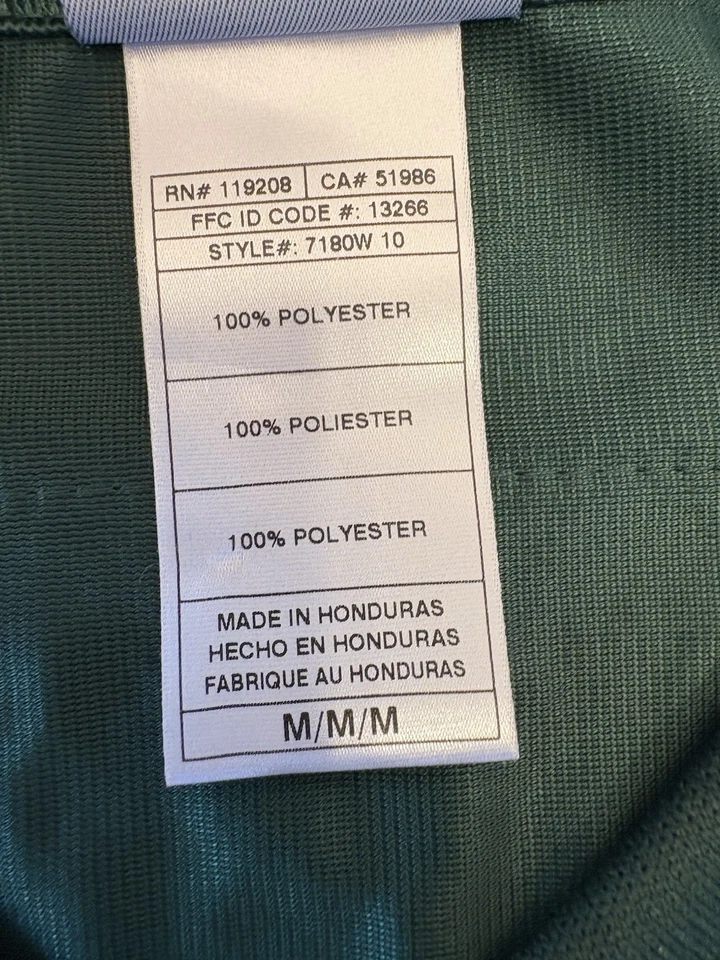 RN# 119208 CA# 51986
FFC ID CODE #: 13266
STYLE#: 7180W 10
100% POLYESTER
100% POLIESTER
100% POLYESTER
MADE IN HONDURAS
HECHO EN HONDURAS
FABRIQUE AU HONDURAS
M/M/M